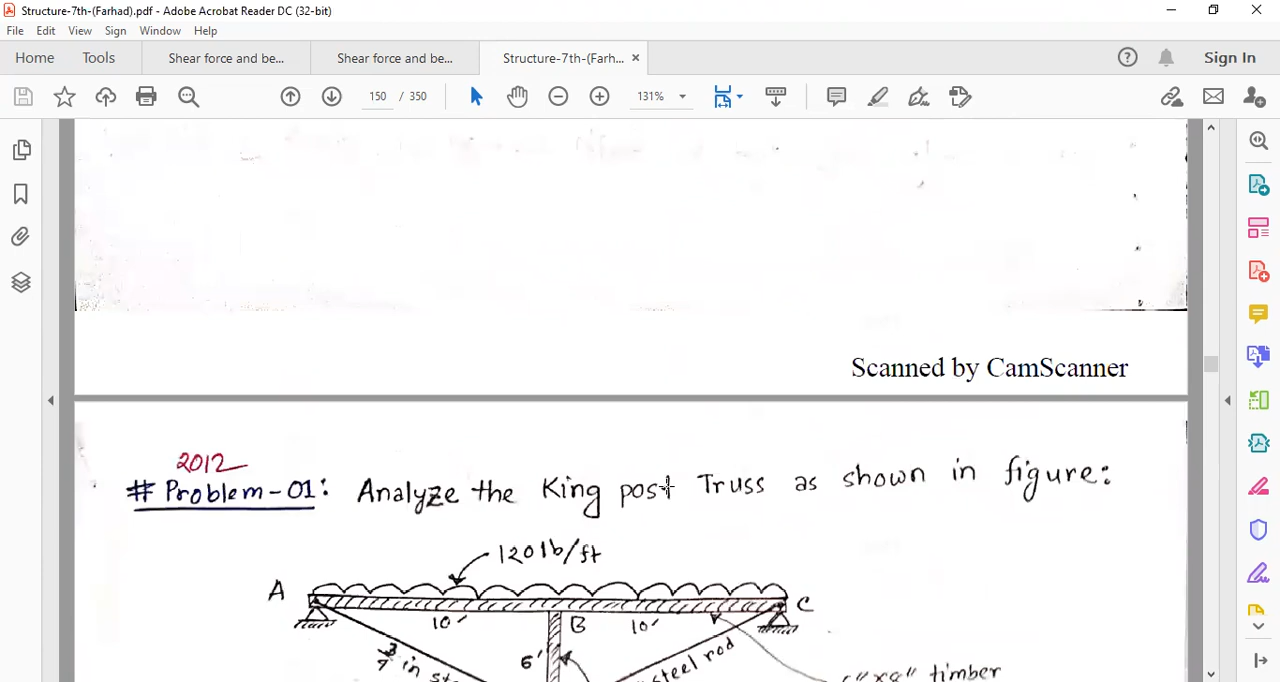 Structure-7th-(Farhad).pdf - Adobe Acrobat Reader DC (32-bit)
File Edit View Sign Window Help
Home Tools Shear force and be... Shear force and be... Structure-7th-(Farh... × Sign In
150 / 350 131%
Scanned by CamScanner
2012
# Problem-01: Analyze the King post Truss as shown in figure:
120 lb/ft
A
C
10'
B
10'
6'
3/4 in
steel rod
timber